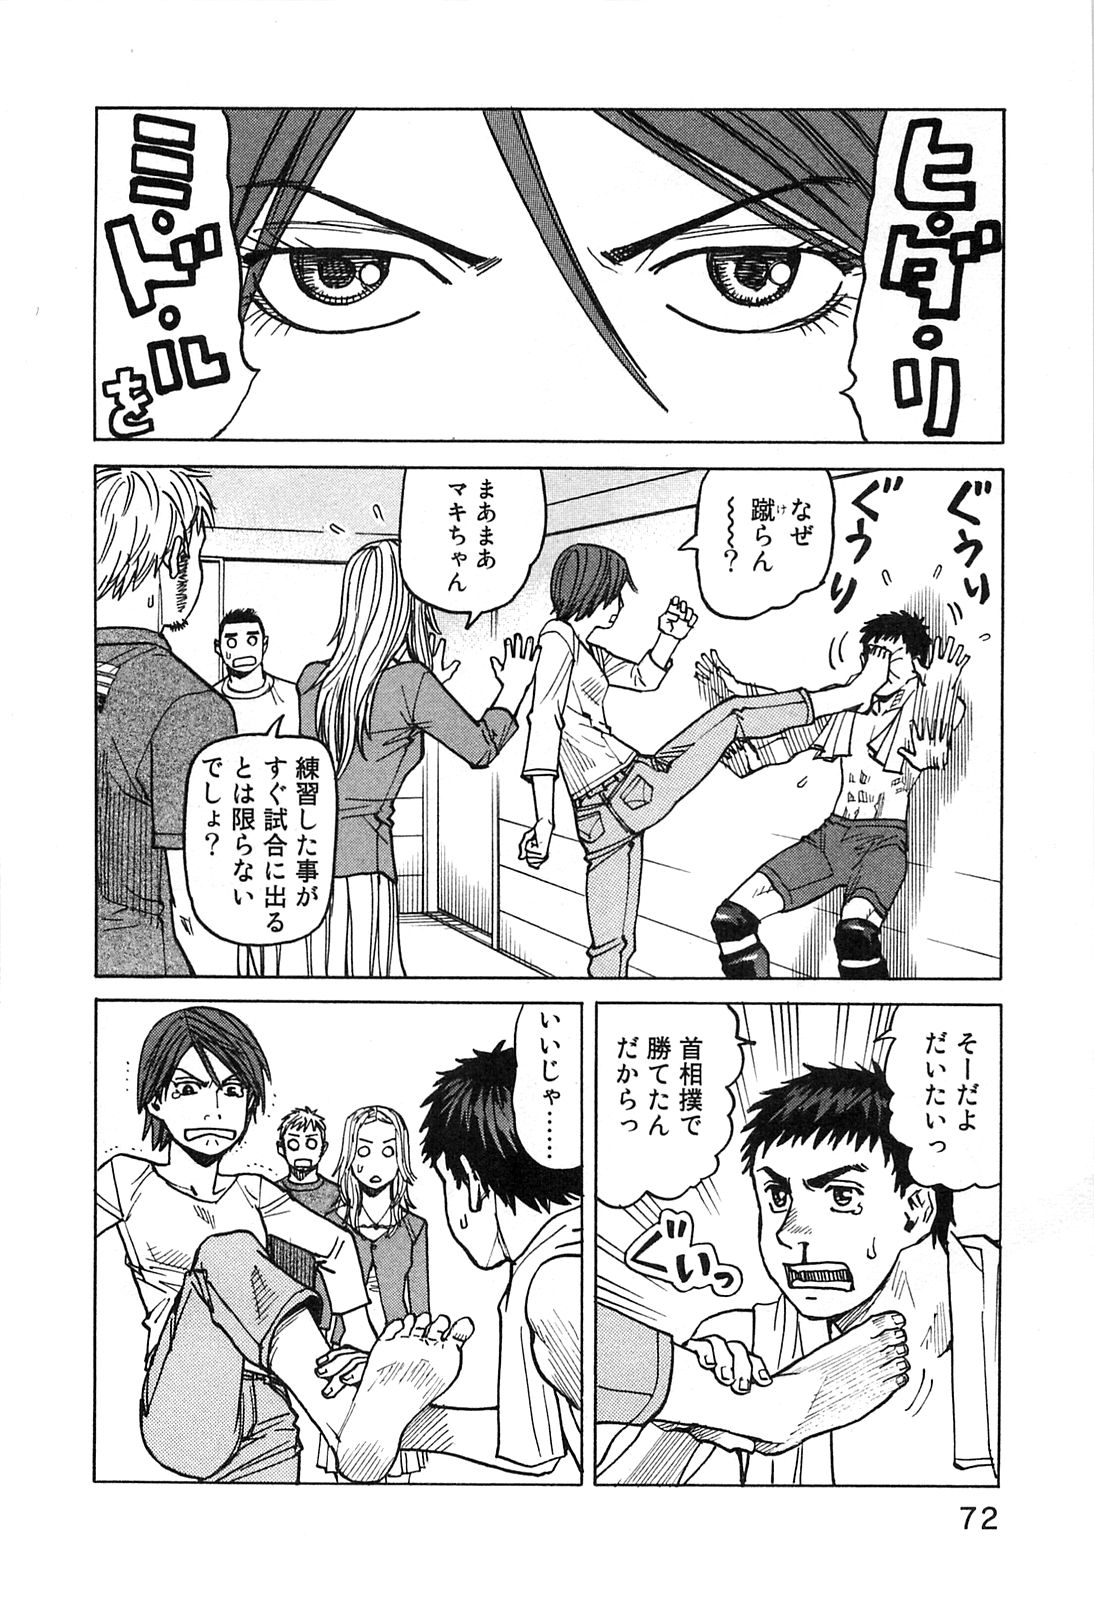 ヒ・ダ・リ
ミ・ド・ル
を
ぐうり
ぐうり
なぜ
蹴らん
〜〜〜？
け
まあまあ
マキちゃん
練習した事が
すぐ試合に出る
とは限らない
でしょ？
そーだよ
だいたいっ
首相撲で
勝てたん
だからっ
ぐいっ
いいじゃ……
72